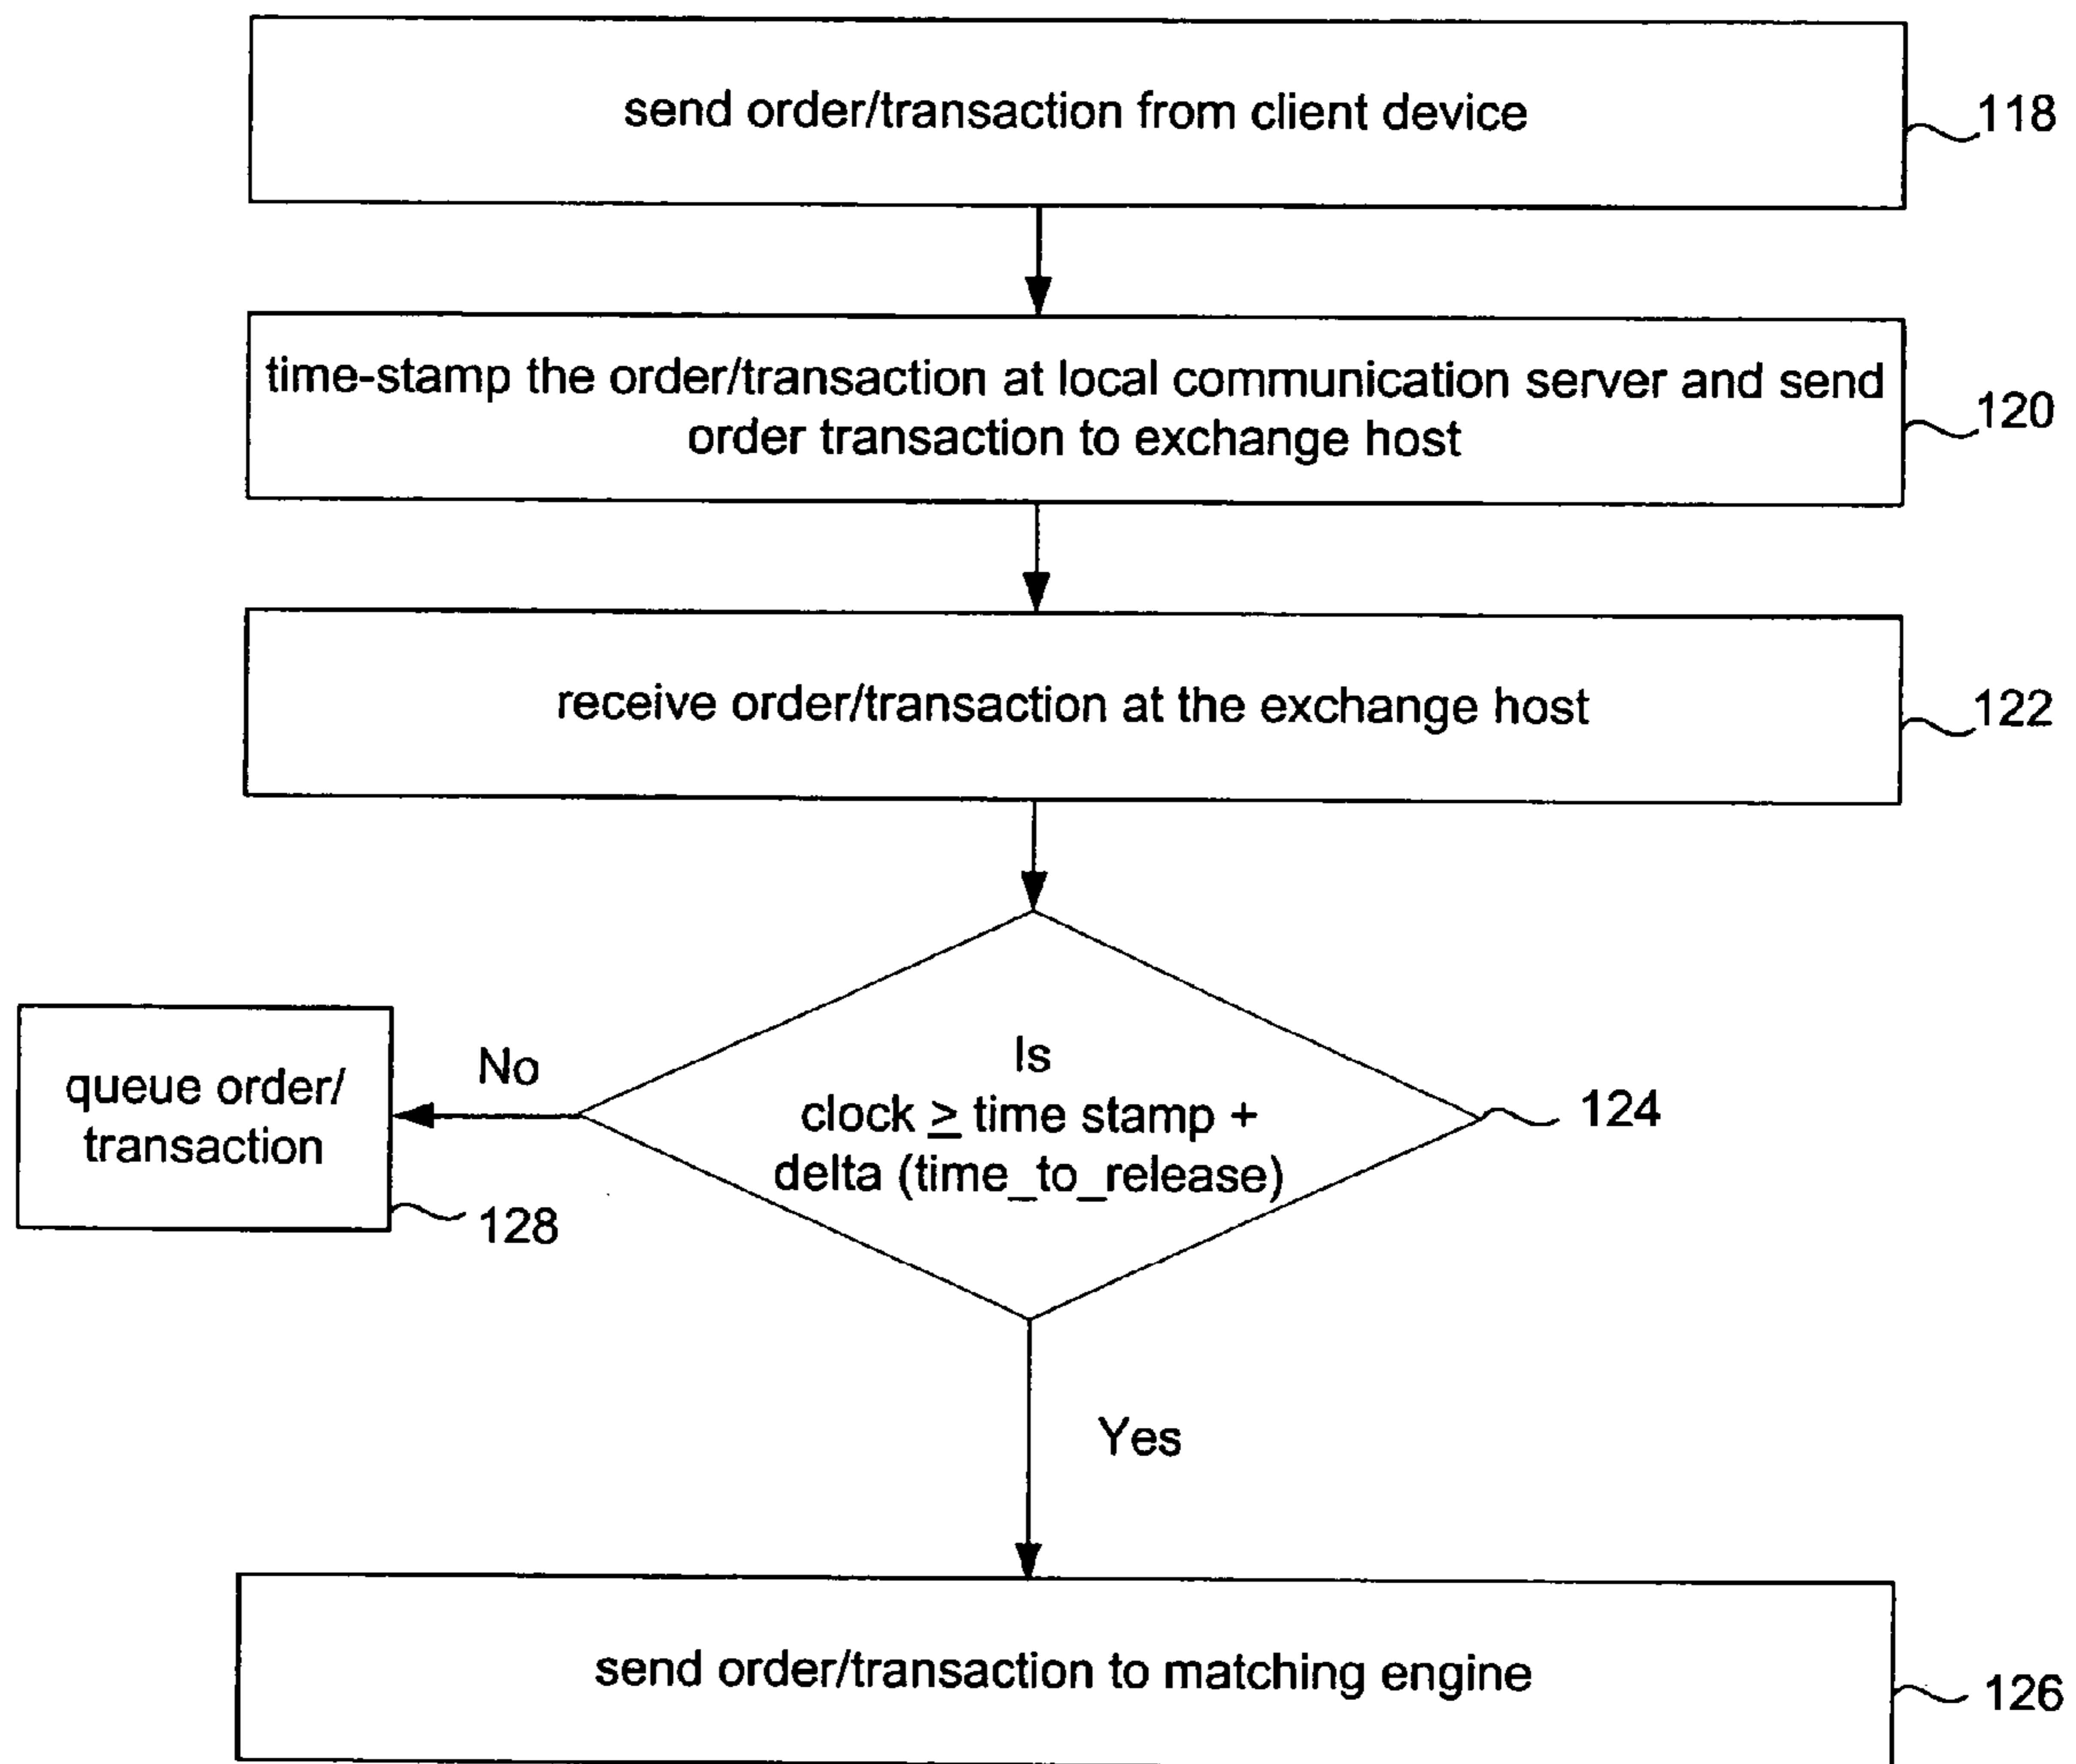 send order/transaction from client device
118
time-stamp the order/transaction at local communication server and send
order transaction to exchange host
120
receive order/transaction at the exchange host
122
Is
clock ≥ time stamp +
delta (time_to_release)
124
No
queue order/
transaction
128
Yes
send order/transaction to matching engine
126